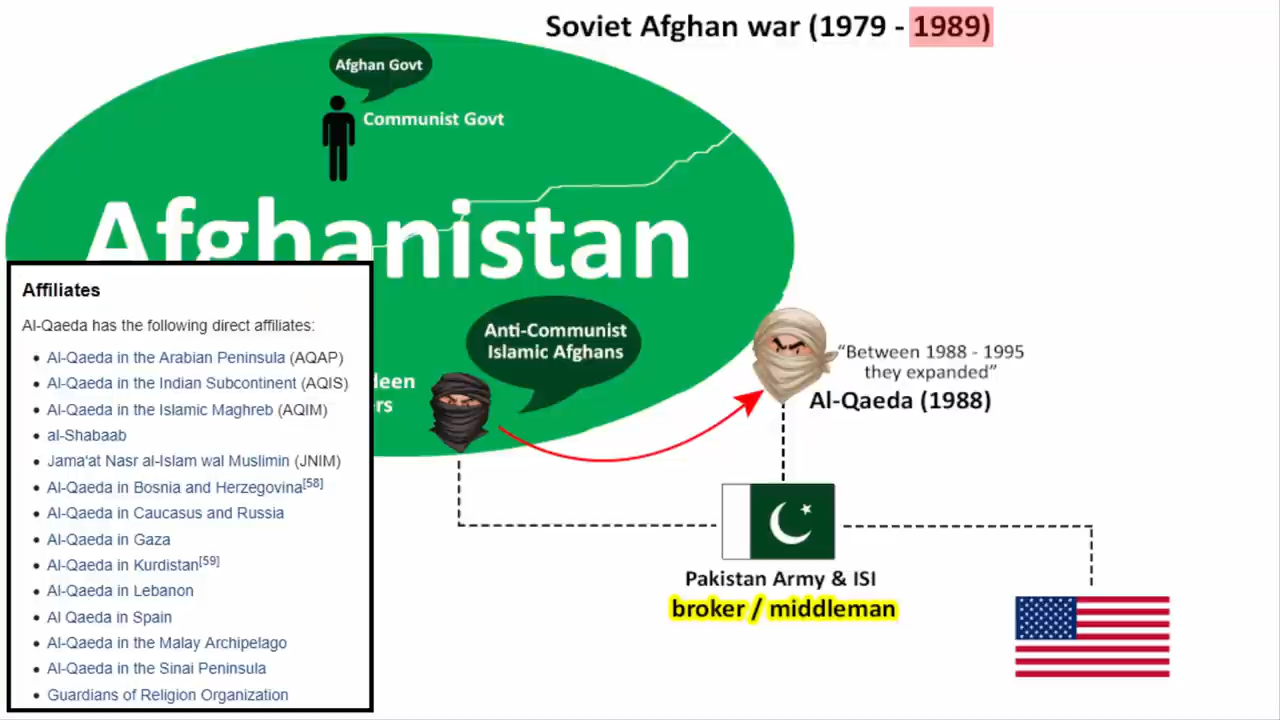 Soviet Afghan war (1979 - 1989)
Afghan Govt
Communist Govt
Afghanistan
Anti-Communist
Islamic Afghans
“Between 1988 - 1995
they expanded”
Al-Qaeda (1988)
Pakistan Army & ISI
broker / middleman
Affiliates
Al-Qaeda has the following direct affiliates:
Al-Qaeda in the Arabian Peninsula (AQAP)
Al-Qaeda in the Indian Subcontinent (AQIS)
Al-Qaeda in the Islamic Maghreb (AQIM)
al-Shabaab
Jama'at Nasr al-Islam wal Muslimin (JNIM)
Al-Qaeda in Bosnia and Herzegovina[58]
Al-Qaeda in Caucasus and Russia
Al-Qaeda in Gaza
Al-Qaeda in Kurdistan[59]
Al-Qaeda in Lebanon
Al Qaeda in Spain
Al-Qaeda in the Malay Archipelago
Al-Qaeda in the Sinai Peninsula
Guardians of Religion Organization